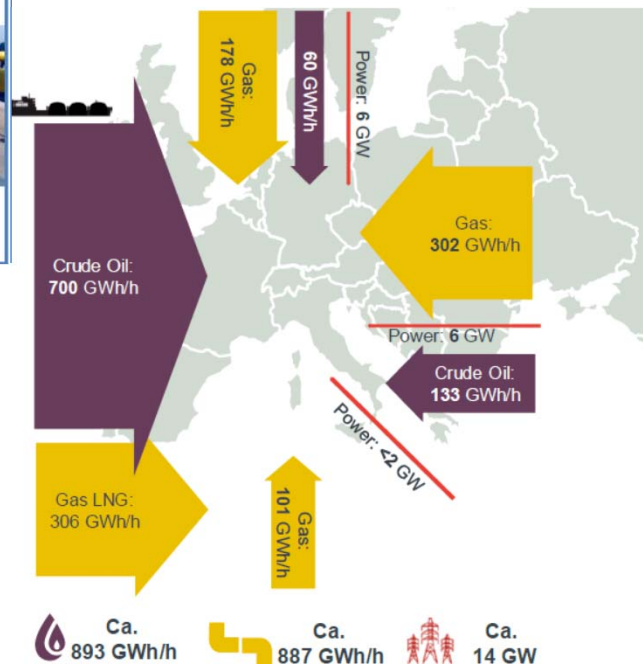 Gas:
178 GWh/h
60 GWh/h
Power: 6 GW
Crude Oil:
700 GWh/h
Gas:
302 GWh/h
Power: 6 GW
Crude Oil:
133 GWh/h
Power: <2 GW
Gas LNG:
306 GWh/h
Gas:
101 GWh/h
Ca.
893 GWh/h
Ca.
887 GWh/h
Ca.
14 GW